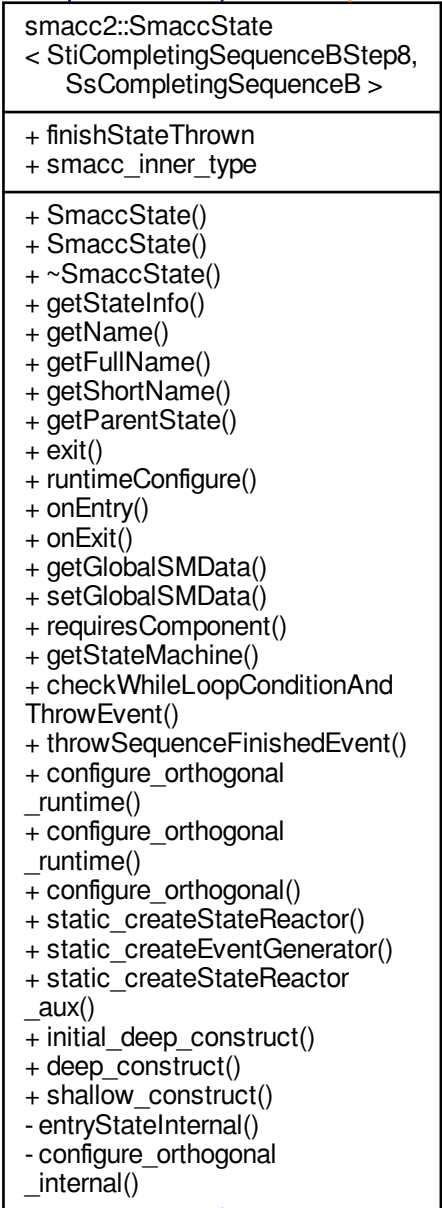 smacc2::SmaccState
< StiCompletingSequenceBStep8,
SsCompletingSequenceB >
+ finishStateThrown
+ smacc_inner_type
+ SmaccState()
+ SmaccState()
+ ~SmaccState()
+ getStateInfo()
+ getName()
+ getFullName()
+ getShortName()
+ getParentState()
+ exit()
+ runtimeConfigure()
+ onEntry()
+ onExit()
+ getGlobalSMData()
+ setGlobalSMData()
+ requiresComponent()
+ getStateMachine()
+ checkWhileLoopConditionAnd
ThrowEvent()
+ throwSequenceFinishedEvent()
+ configure_orthogonal
_runtime()
+ configure_orthogonal
_runtime()
+ configure_orthogonal()
+ static_createStateReactor()
+ static_createEventGenerator()
+ static_createStateReactor
_aux()
+ initial_deep_construct()
+ deep_construct()
+ shallow_construct()
- entryStateInternal()
- configure_orthogonal
_internal()